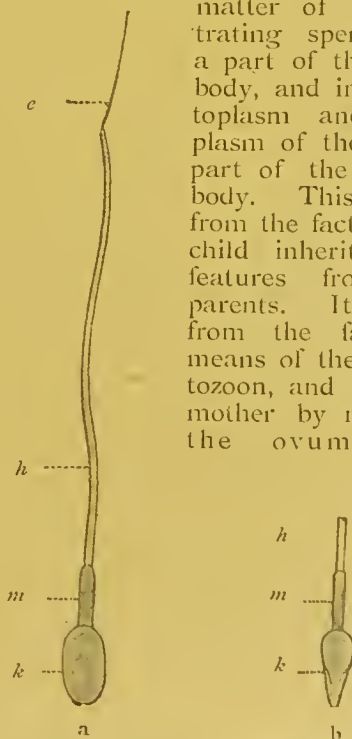 matter of
trating sper
a part of th
body, and in
toplasm and
plasm of the
part of the
body. This
from the fact
child inherit
features fro
parents. It
from the fa
means of the
tozoon, and
mother by
the ovum
e
h
m
k
a
h
m
k
b